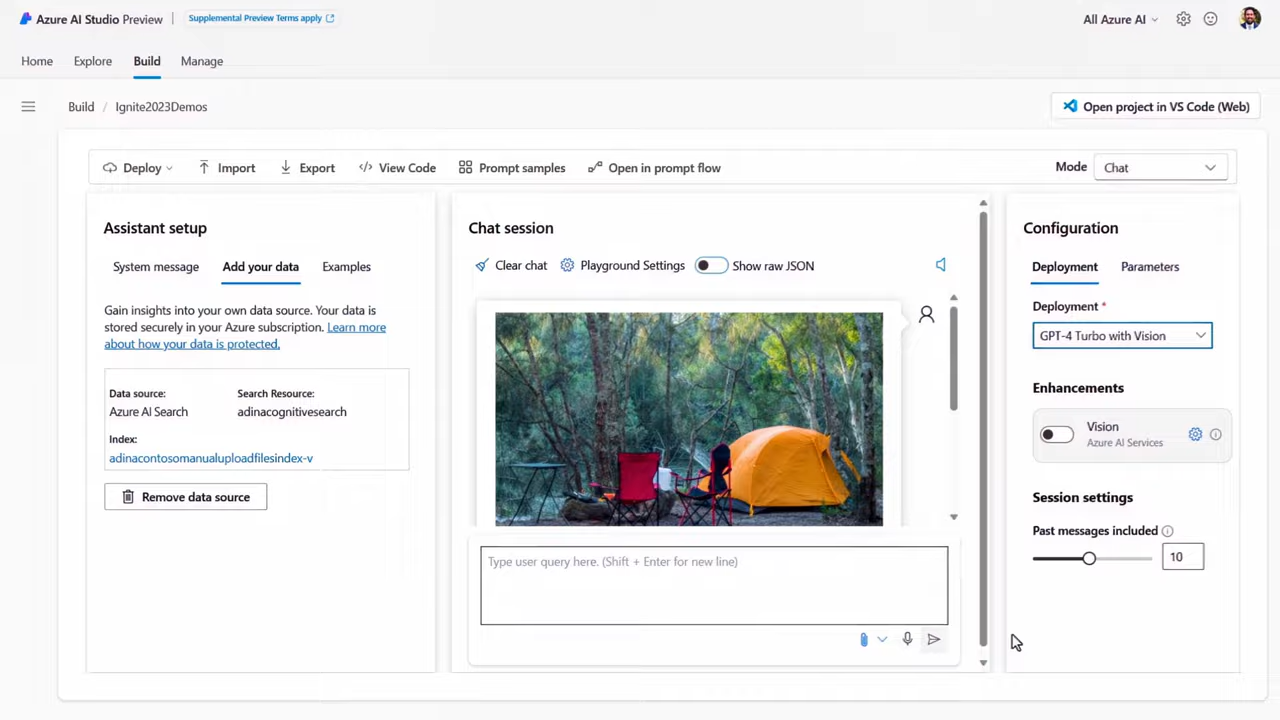 Azure AI Studio Preview
Supplemental Preview Terms apply
All Azure AI
Home
Explore
Build
Manage
Build / Ignite2023Demos
Open project in VS Code (Web)
Deploy
Import
Export
</> View Code
Prompt samples
Open in prompt flow
Mode
Chat
Assistant setup
System message
Add your data
Examples
Gain insights into your own data source. Your data is
stored securely in your Azure subscription. Learn more
about how your data is protected.
Data source:
Azure AI Search
Search Resource:
adinacognitivesearch
Index:
adinacontosomanualuploadfilesindex-v
Remove data source
Chat session
Clear chat
Playground Settings
Show raw JSON
Type user query here. (Shift + Enter for new line)
Configuration
Deployment
Parameters
Deployment *
GPT-4 Turbo with Vision
Enhancements
Vision
Azure AI Services
Session settings
Past messages included
10